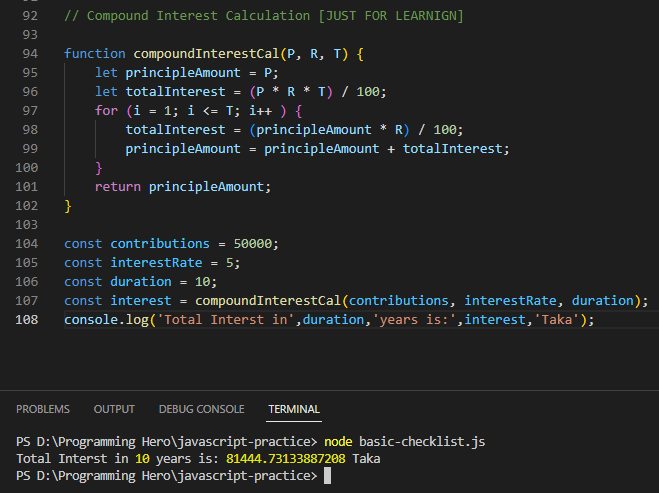 92 // Compound Interest Calculation [JUST FOR LEARNIGN]
93
94 function compoundInterestCal(P, R, T) {
95     let principleAmount = P;
96     let totalInterest = (P * R * T) / 100;
97     for (i = 1; i <= T; i++ ) {
98         totalInterest = (principleAmount * R) / 100;
99         principleAmount = principleAmount + totalInterest;
100     }
101     return principleAmount;
102 }
103
104 const contributions = 50000;
105 const interestRate = 5;
106 const duration = 10;
107 const interest = compoundInterestCal(contributions, interestRate, duration);
108 console.log('Total Interst in',duration,'years is:',interest,'Taka');
PROBLEMS OUTPUT DEBUG CONSOLE TERMINAL
PS D:\Programming Hero\javascript-practice> node basic-checklist.js
Total Interst in 10 years is: 81444.73133887208 Taka
PS D:\Programming Hero\javascript-practice>